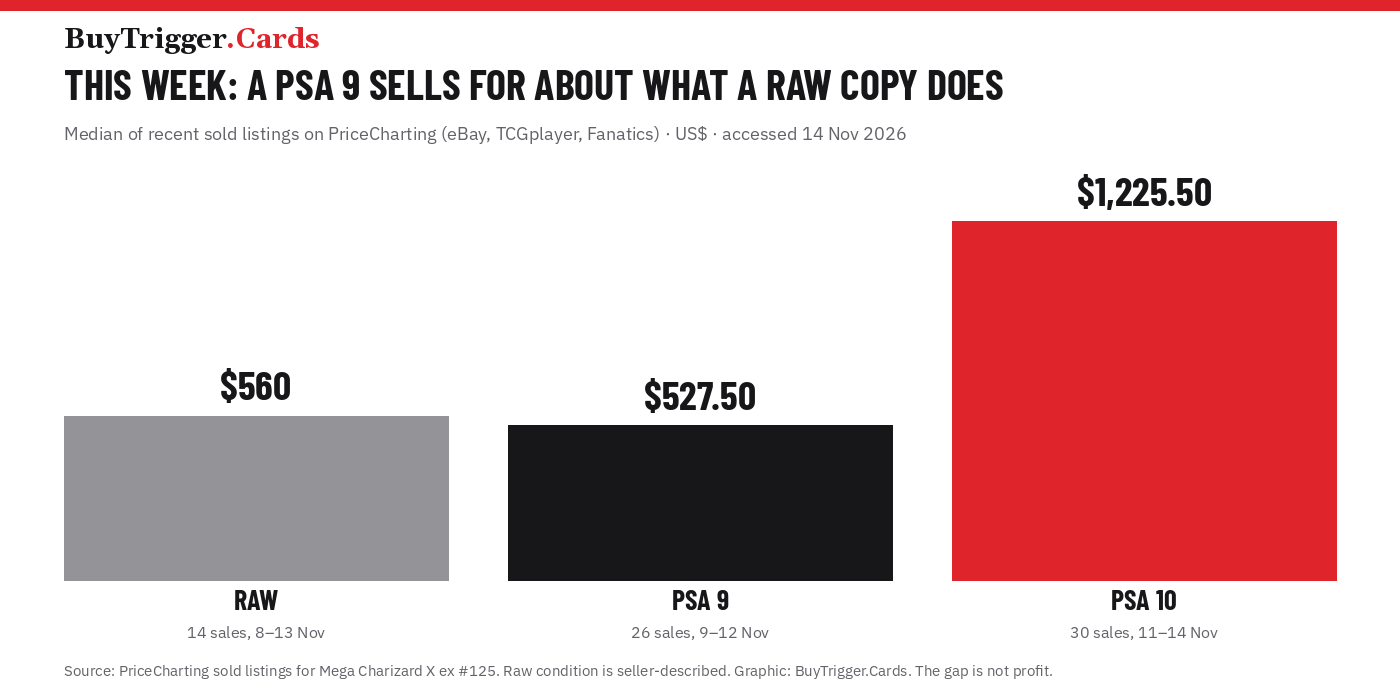 BuyTrigger.Cards
THIS WEEK: A PSA 9 SELLS FOR ABOUT WHAT A RAW COPY DOES
Median of recent sold listings on PriceCharting (eBay, TCGplayer, Fanatics) · US$ · accessed 14 Nov 2026
$560
$527.50
$1,225.50
RAW
PSA 9
PSA 10
14 sales, 8–13 Nov
26 sales, 9–12 Nov
30 sales, 11–14 Nov
Source: PriceCharting sold listings for Mega Charizard X ex #125. Raw condition is seller-described. Graphic: BuyTrigger.Cards. The gap is not profit.